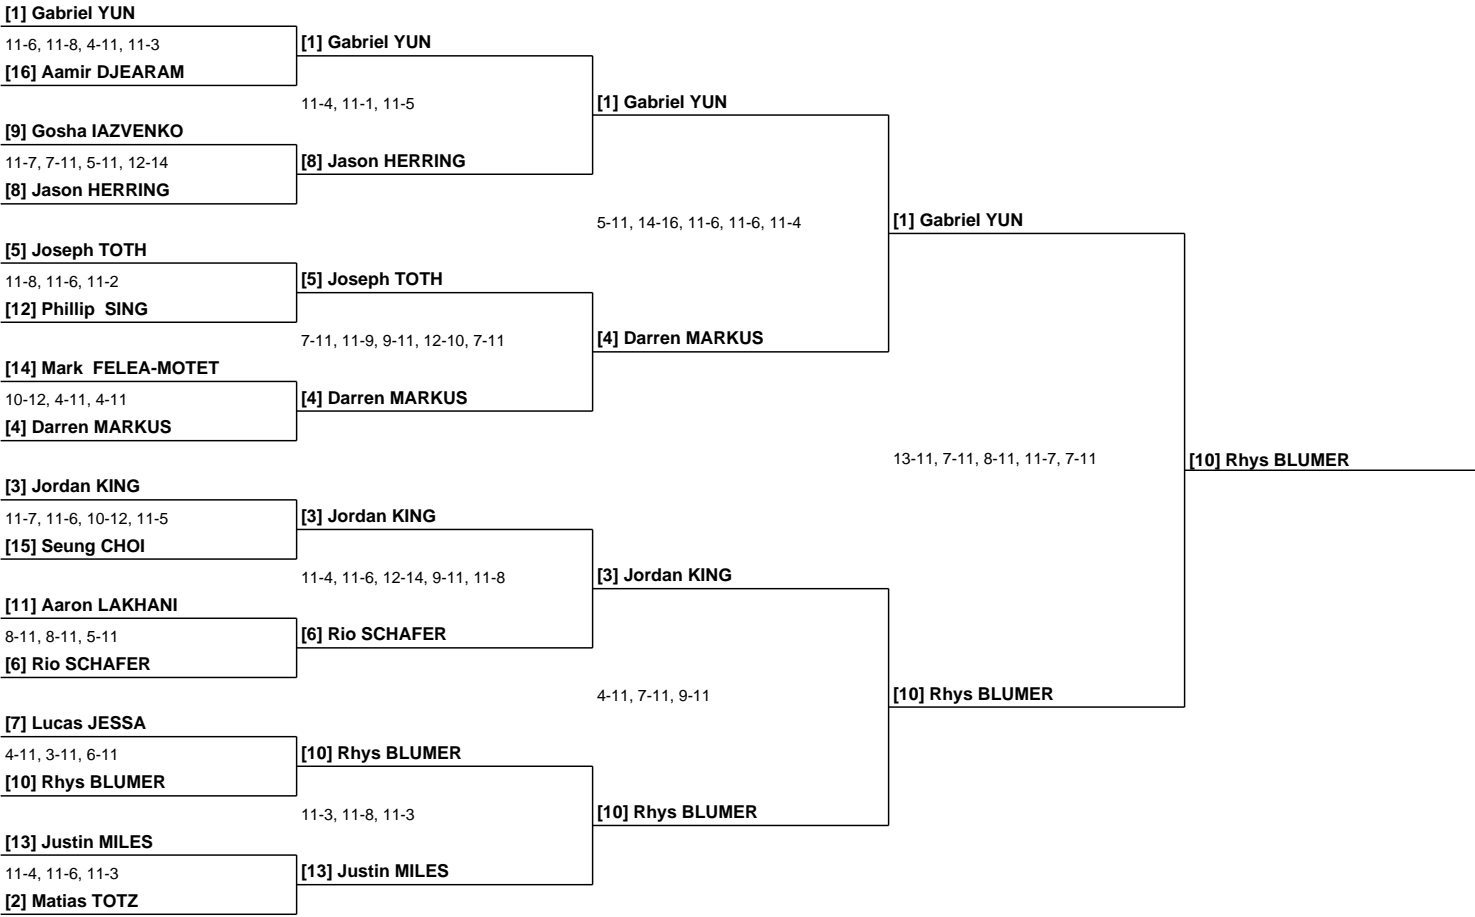 [1] Gabriel YUN
11-6, 11-8, 4-11, 11-3
[16] Aamir DJEARAM
[9] Gosha IAZVENKO
11-7, 7-11, 5-11, 12-14
[8] Jason HERRING
[5] Joseph TOTH
11-8, 11-6, 11-2
[12] Phillip  SING
[14] Mark  FELEA-MOTET
10-12, 4-11, 4-11
[4] Darren MARKUS
[3] Jordan KING
11-7, 11-6, 10-12, 11-5
[15] Seung CHOI
[11] Aaron LAKHANI
8-11, 8-11, 5-11
[6] Rio SCHAFER
[7] Lucas JESSA
4-11, 3-11, 6-11
[10] Rhys BLUMER
[13] Justin MILES
11-4, 11-6, 11-3
[2] Matias TOTZ
[1] Gabriel YUN
11-4, 11-1, 11-5
[8] Jason HERRING
[5] Joseph TOTH
7-11, 11-9, 9-11, 12-10, 7-11
[4] Darren MARKUS
[3] Jordan KING
11-4, 11-6, 12-14, 9-11, 11-8
[6] Rio SCHAFER
[10] Rhys BLUMER
11-3, 11-8, 11-3
[13] Justin MILES
[1] Gabriel YUN
5-11, 14-16, 11-6, 11-6, 11-4
[4] Darren MARKUS
[3] Jordan KING
4-11, 7-11, 9-11
[10] Rhys BLUMER
[1] Gabriel YUN
13-11, 7-11, 8-11, 11-7, 7-11
[10] Rhys BLUMER
[10] Rhys BLUMER